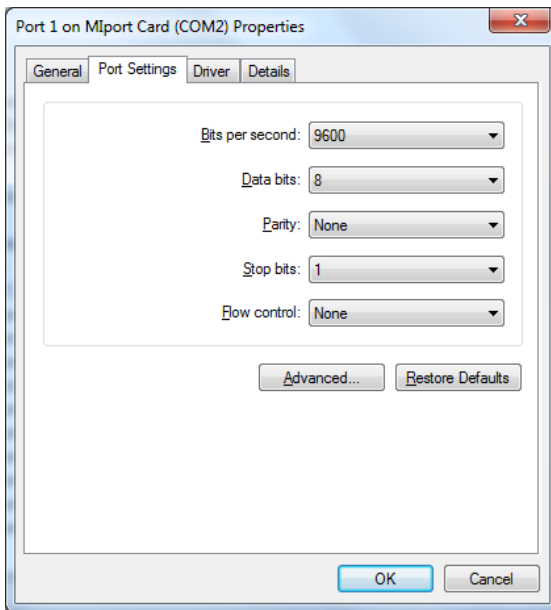 Port 1 on MIport Card (COM2) Properties
General Port Settings Driver Details
Bits per second: 9600
Data bits: 8
Parity: None
Stop bits: 1
Flow control: None
Advanced... Restore Defaults
OK Cancel